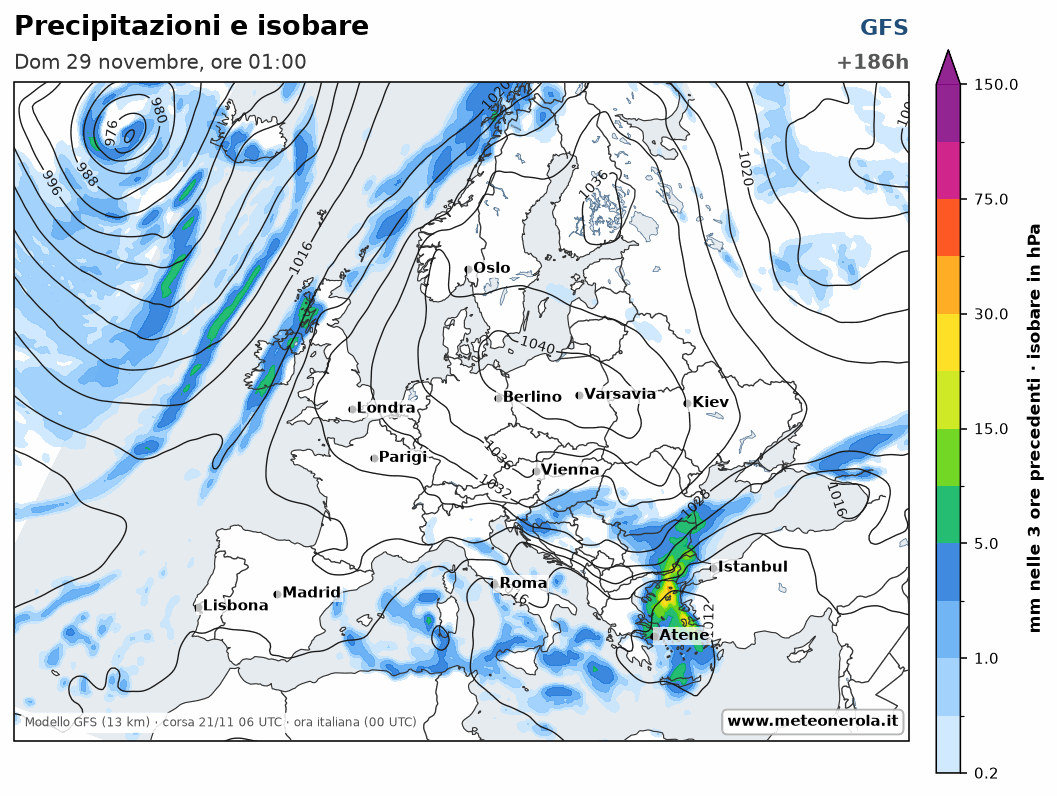 Precipitazioni e isobare
GFS
Dom 29 novembre, ore 01:00
+186h
150.0
75.0
30.0
15.0
5.0
1.0
0.2
mm nelle 3 ore precedenti · isobare in hPa
980
976
988
996
1016
1020
1036
1020
1040
1036
1032
1028
1016
1012
Oslo
Londra
Berlino
Varsavia
Kiev
Parigi
Vienna
Istanbul
Roma
Madrid
Lisbona
Atene
Modello GFS (13 km) · corsa 21/11 06 UTC · ora italiana (00 UTC)
www.meteonerola.it